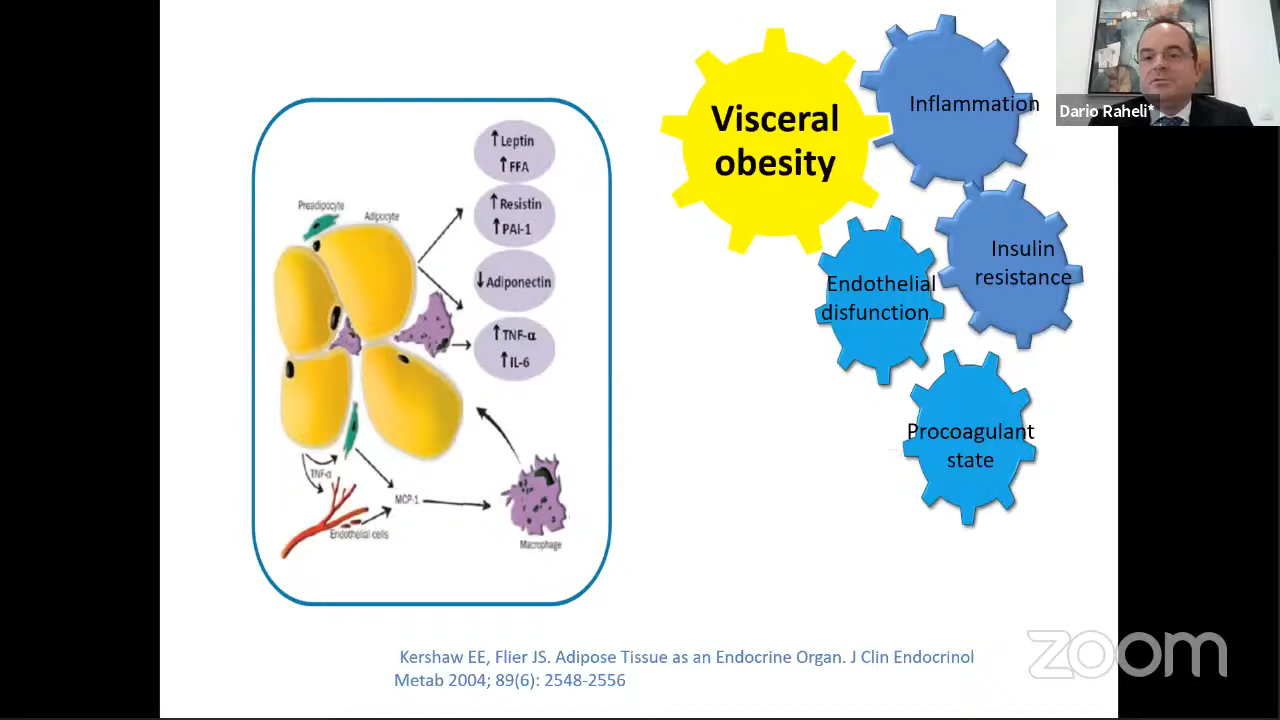 Visceral
obesity
Inflammation
Dario Raheli*
Insulin
resistance
Endothelial
disfunction
Procoagulant
state
↑Leptin
↑FFA
↑Resistin
↑PAI-1
↓Adiponectin
↑TNF-α
↑IL-6
Preadipocyte
Adipocyte
TNF-α
MCP-1
Endothelial cells
Macrophage
Kershaw EE, Flier JS. Adipose Tissue as an Endocrine Organ. J Clin Endocrinol
Metab 2004; 89(6): 2548-2556
zoom